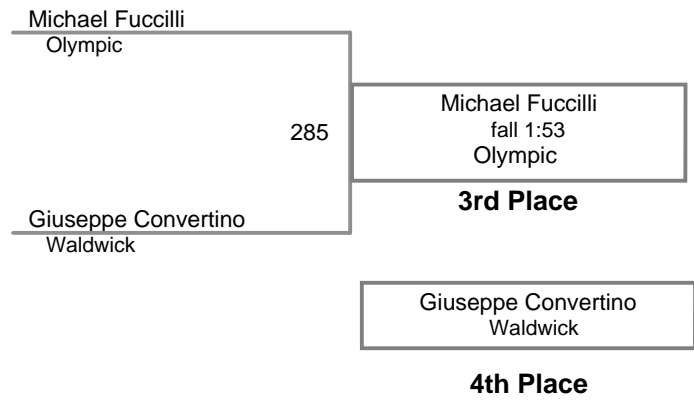 Michael Fuccilli
Olympic
285
Michael Fuccilli
fall 1:53
Olympic
3rd Place
Giuseppe Convertino
Waldwick
Giuseppe Convertino
Waldwick
4th Place